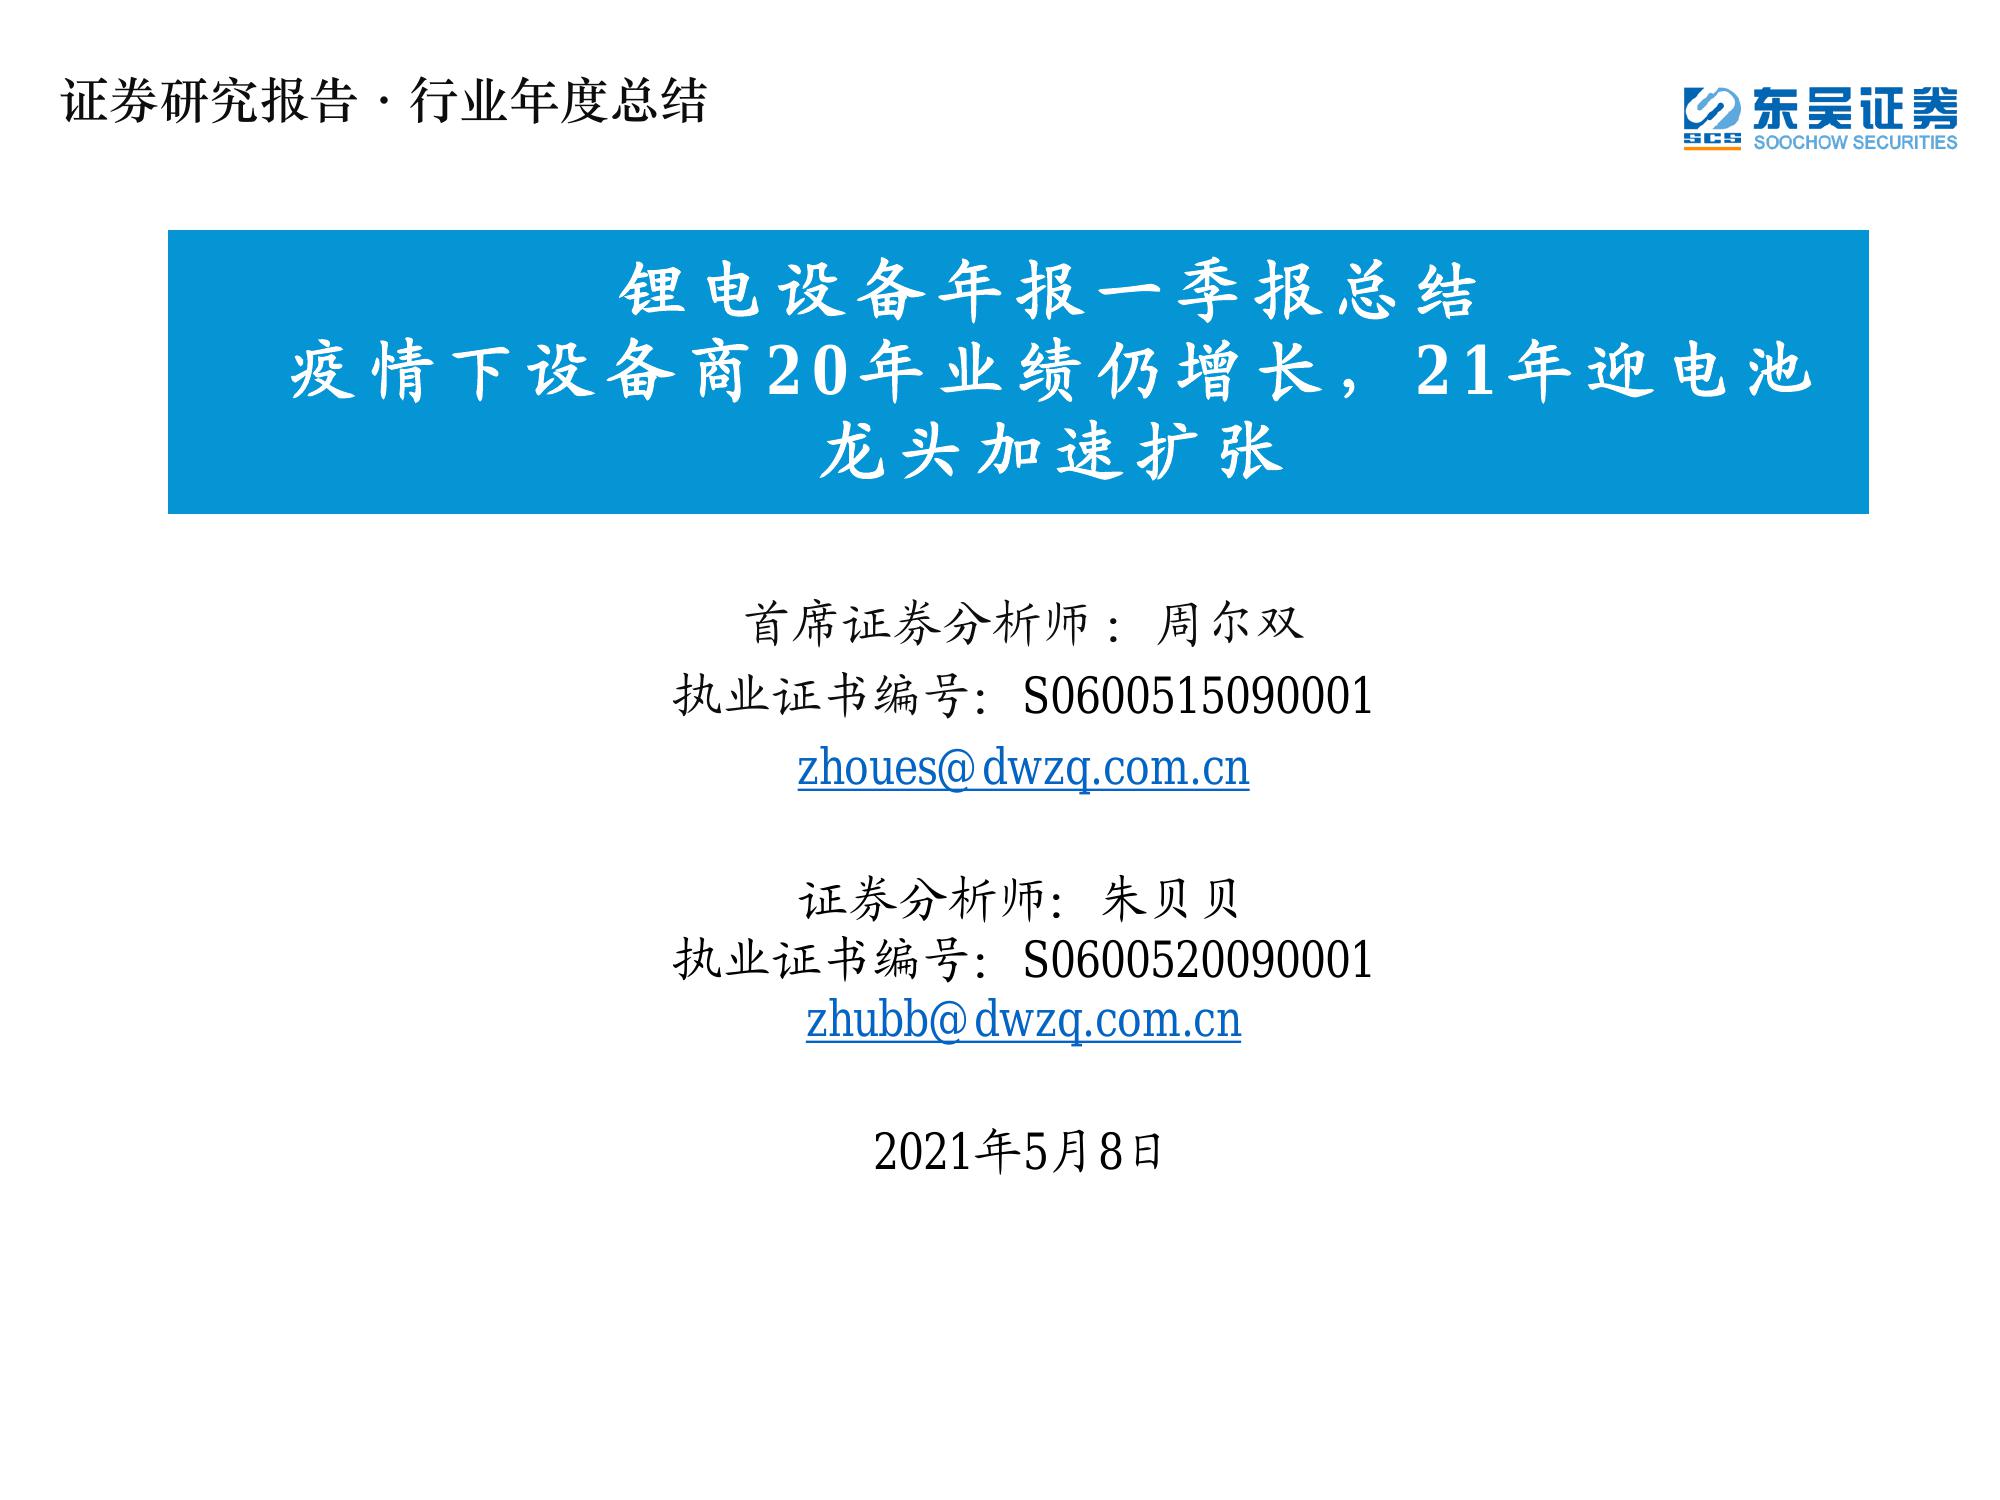 证券研究报告 · 行业年度总结
东吴证券
SCS
SOOCHOW SECURITIES
锂电设备年报一季报总结
疫情下设备商20年业绩仍增长，21年迎电池
龙头加速扩张
首席证券分析师： 周尔双
执业证书编号：S0600515090001
zhoues@dwzq.com.cn
证券分析师：朱贝贝
执业证书编号：S0600520090001
zhubb@dwzq.com.cn
2021年5月8日